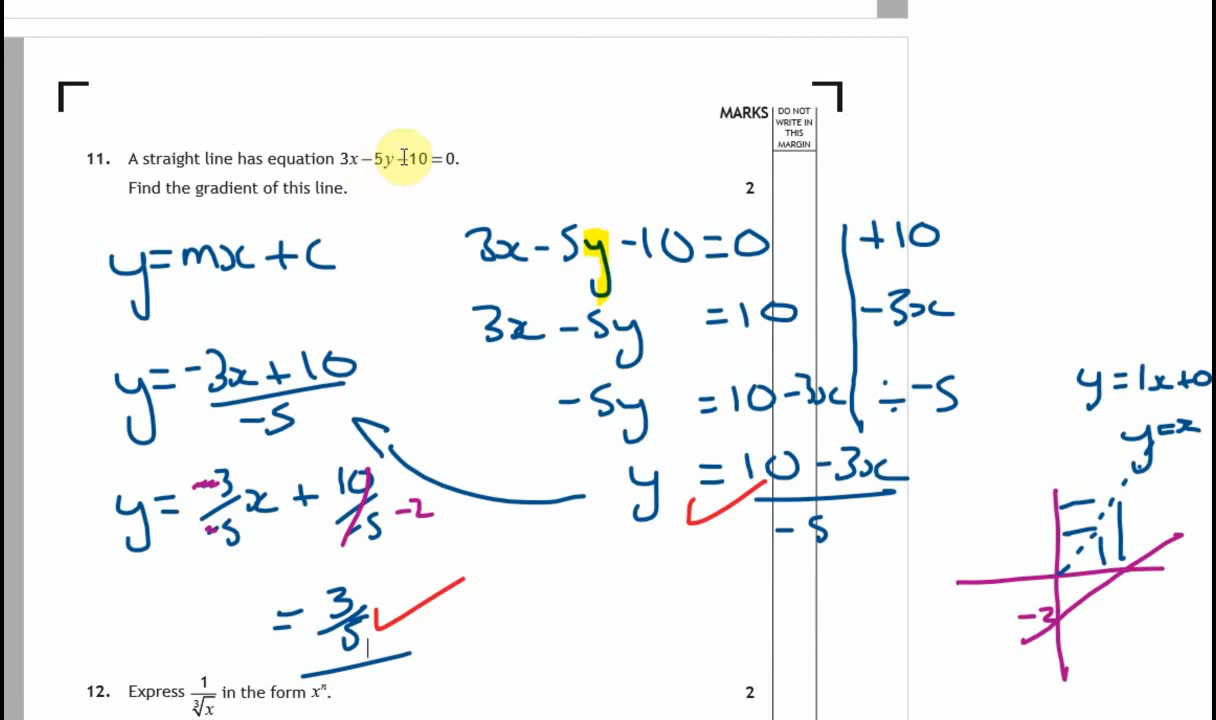 MARKS
DO NOT
WRITE IN
THIS
MARGIN
11. A straight line has equation 3x−5y−10=0.
Find the gradient of this line.
2
y=mx+c
3x-5y-10=0
+10
3x-5y =10
-3x
y=-3x+10/-5
-5y =10-3x
÷-5
y=1x+0
y=x
y =10-3x/-5
y=-3/-5x+10/-5 -2
=3/5
-2
12. Express 1/∛x in the form xⁿ.
2